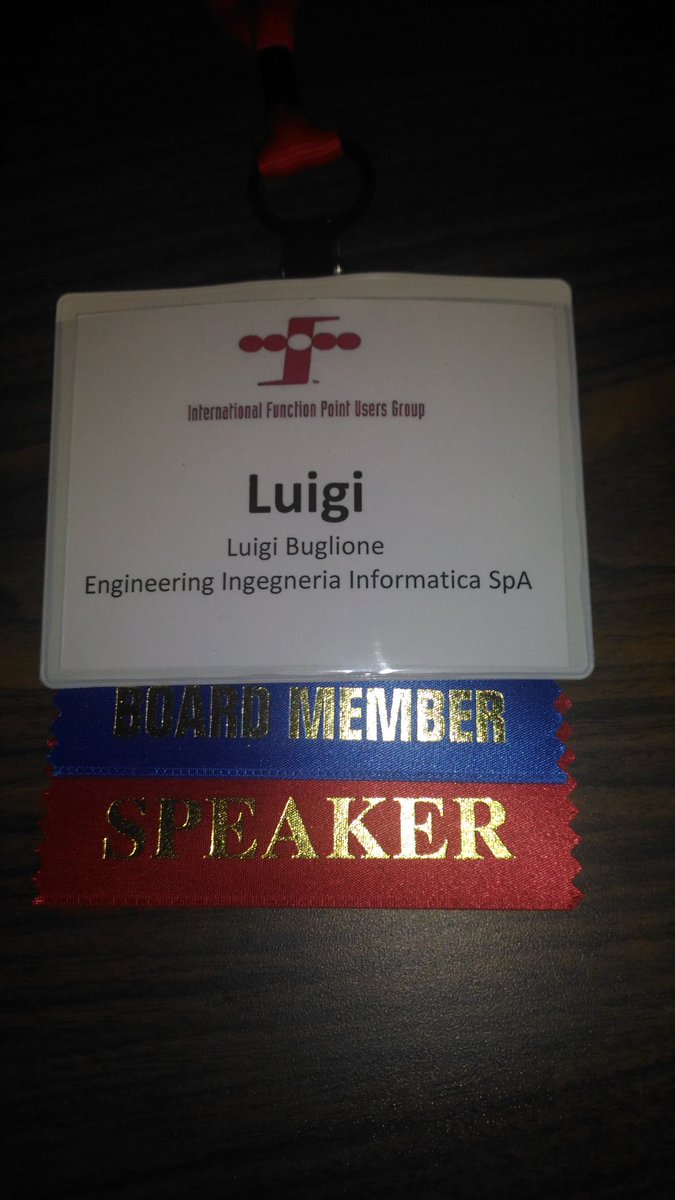 International Function Point Users Group
Luigi
Luigi Buglione
Engineering Ingegneria Informatica SpA
BOARD MEMBER
SPEAKER